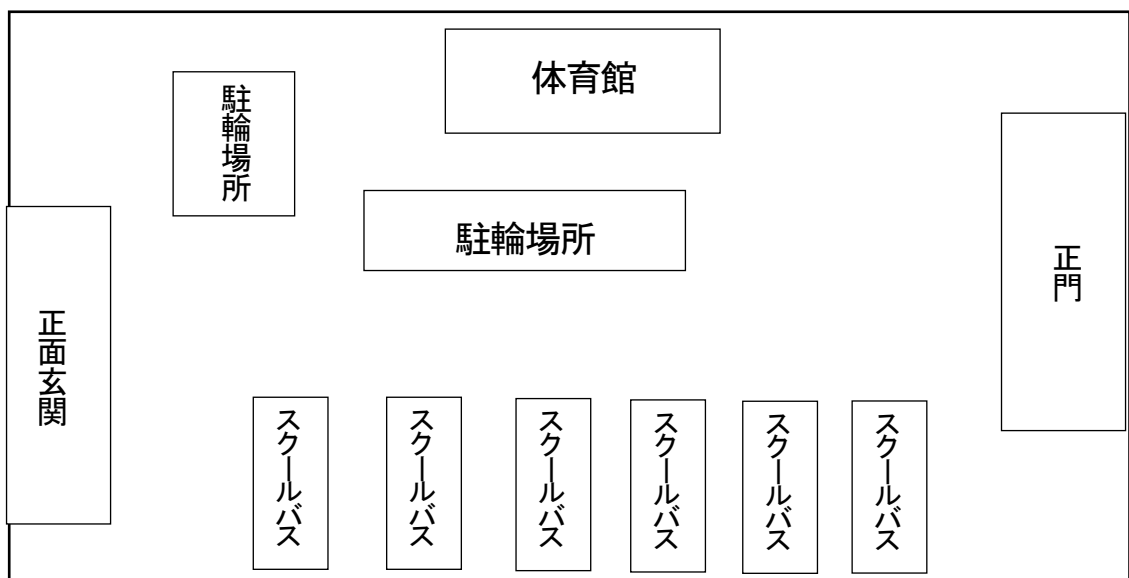 体育館
駐輪場所
駐輪場所
正門
正面玄関
スクールバス
スクールバス
スクールバス
スクールバス
スクールバス
スクールバス